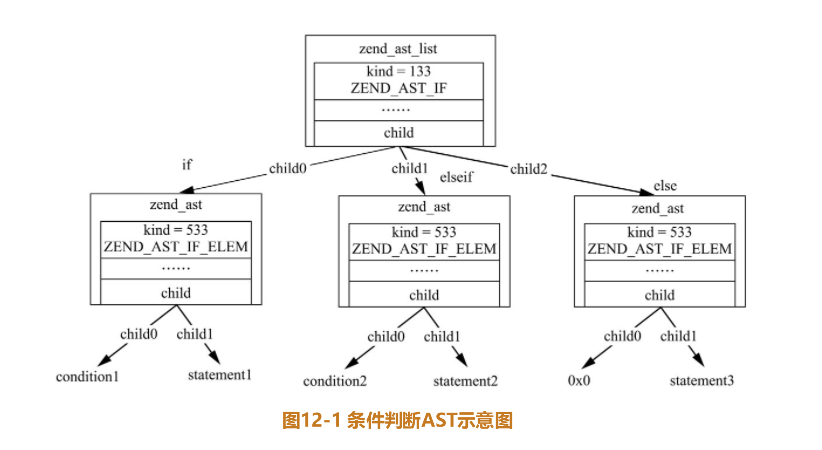 zend_ast_list
kind = 133
ZEND_AST_IF
……
child
if
child0
child1
elseif
child2
else
zend_ast
kind = 533
ZEND_AST_IF_ELEM
……
child
child0
child1
condition1
statement1
zend_ast
kind = 533
ZEND_AST_IF_ELEM
……
child
child0
child1
condition2
statement2
zend_ast
kind = 533
ZEND_AST_IF_ELEM
……
child
child0
child1
0x0
statement3
图12-1 条件判断AST示意图